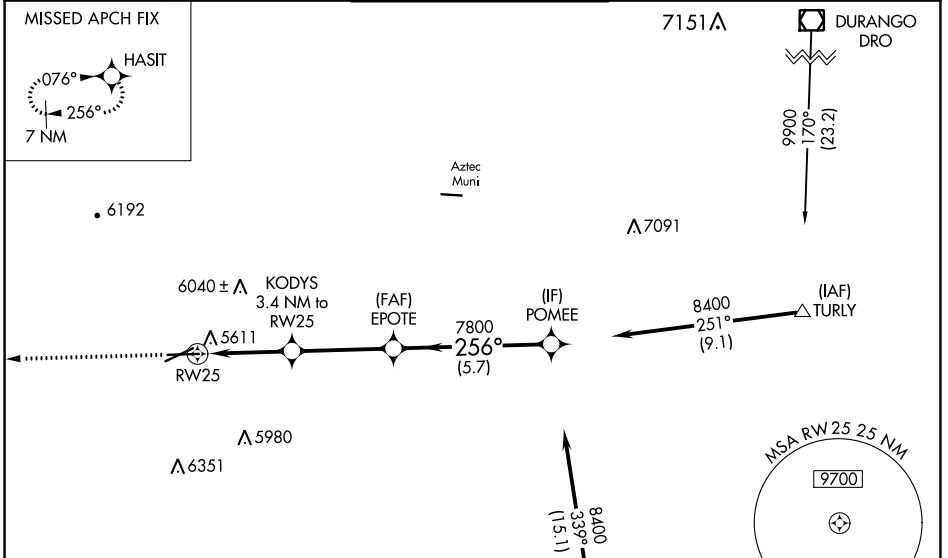 MISSED APCH FIX
HASIT
076°
256°
7 NM
7151
DURANGO
DRO
9900
170°
(23.2)
Aztec
Muni
6192
7091
6040 ±
KODYS
3.4 NM to
RW25
(FAF)
EPOTE
(IF)
POMEE
(IAF)
TURLY
8400
251°
(9.1)
7800
256°
(5.7)
5611
RW25
5980
6351
8400
339°
(15.1)
MSA RW 25 25 NM
9700